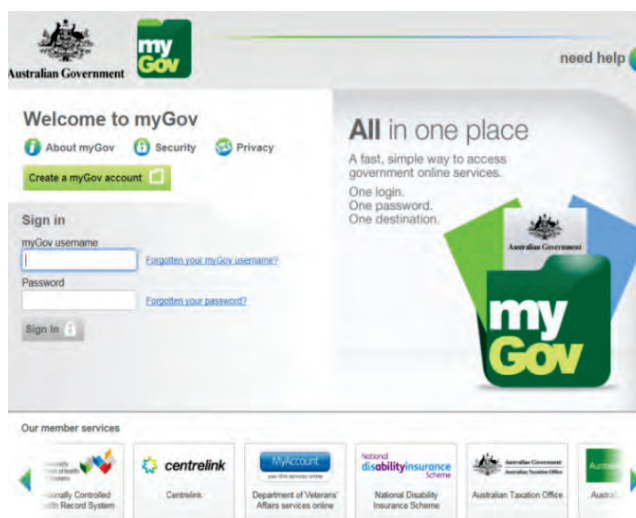 Australian Government
my
Gov
need help
Welcome to myGov
About myGov
Security
Privacy
Create a myGov account
Sign in
myGov username
Forgotten your myGov username?
Password
Forgotten your password?
Sign In
All in one place
A fast, simple way to access
government online services.
One login.
One password.
One destination.
Australian Government
my
Gov
Our member services
Record System
centrelink
Centrelink
MyAccount
your DVA services online
Department of Veterans'
Affairs services online
National
disabilityinsurance
Scheme
National Disability
Insurance Scheme
Australian Government
Australian Taxation Office
Australian Taxation Office